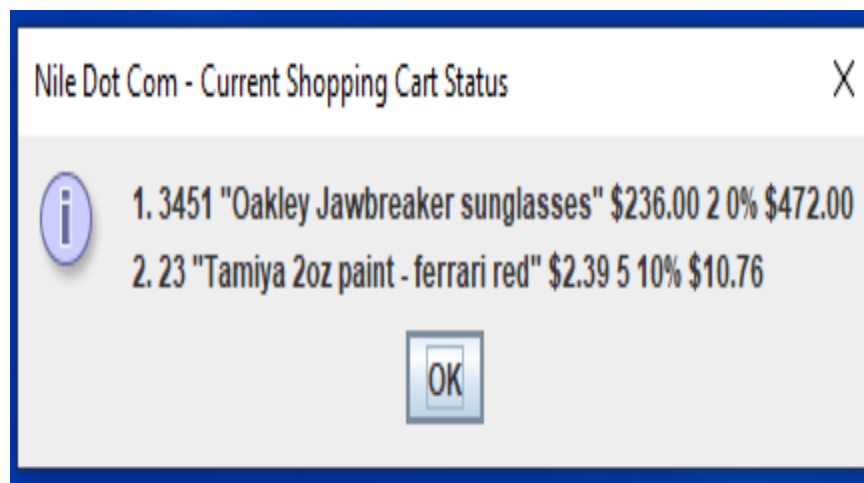 Nile Dot Com - Current Shopping Cart Status
1. 3451 "Oakley Jawbreaker sunglasses" $236.00 2 0% $472.00
2. 23 "Tamiya 2oz paint - ferrari red" $2.39 5 10% $10.76
OK